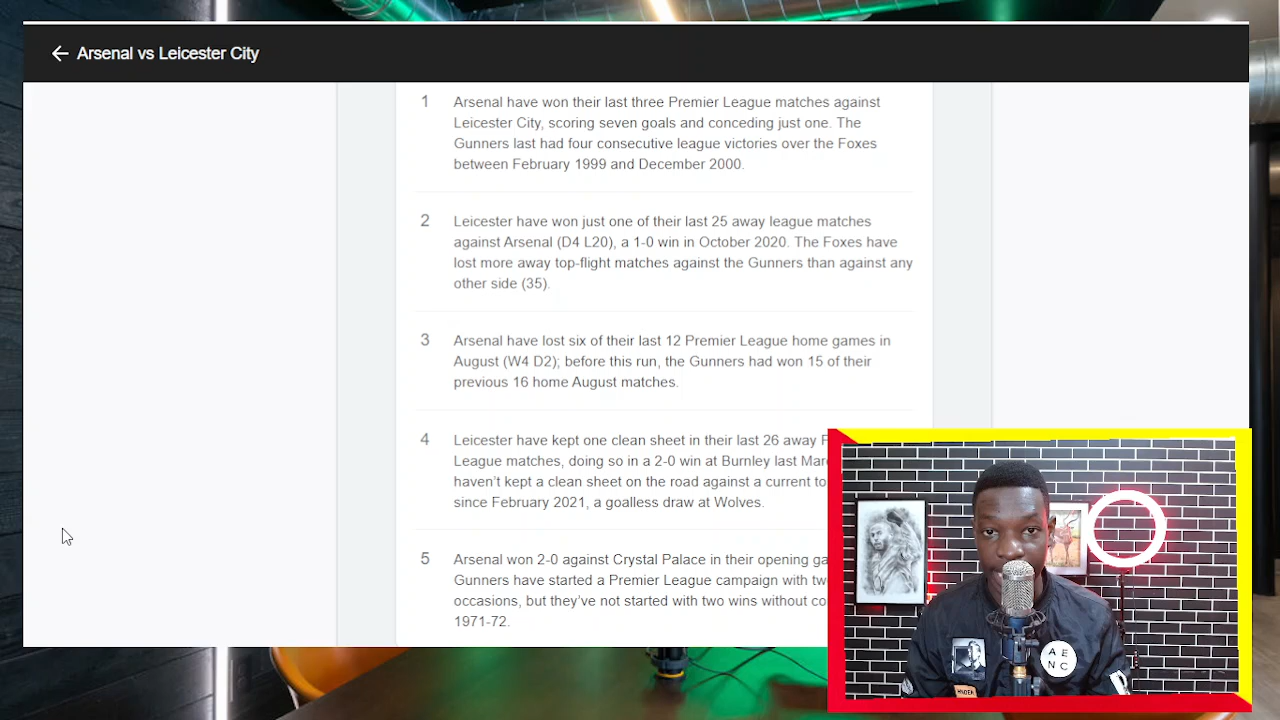 Arsenal vs Leicester City
1
Arsenal have won their last three Premier League matches against
Leicester City, scoring seven goals and conceding just one. The
Gunners last had four consecutive league victories over the Foxes
between February 1999 and December 2000.
2
Leicester have won just one of their last 25 away league matches
against Arsenal (D4 L20), a 1-0 win in October 2020. The Foxes have
lost more away top-flight matches against the Gunners than against any
other side (35).
3
Arsenal have lost six of their last 12 Premier League home games in
August (W4 D2); before this run, the Gunners had won 15 of their
previous 16 home August matches.
4
Leicester have kept one clean sheet in their last 26 away
League matches, doing so in a 2-0 win at Burnley last
haven't kept a clean sheet on the road against a current
since February 2021, a goalless draw at Wolves.
5
Arsenal won 2-0 against Crystal Palace in their opening
Gunners have started a Premier League campaign with
occasions, but they've not started with two wins without
1971-72.
AE
NC